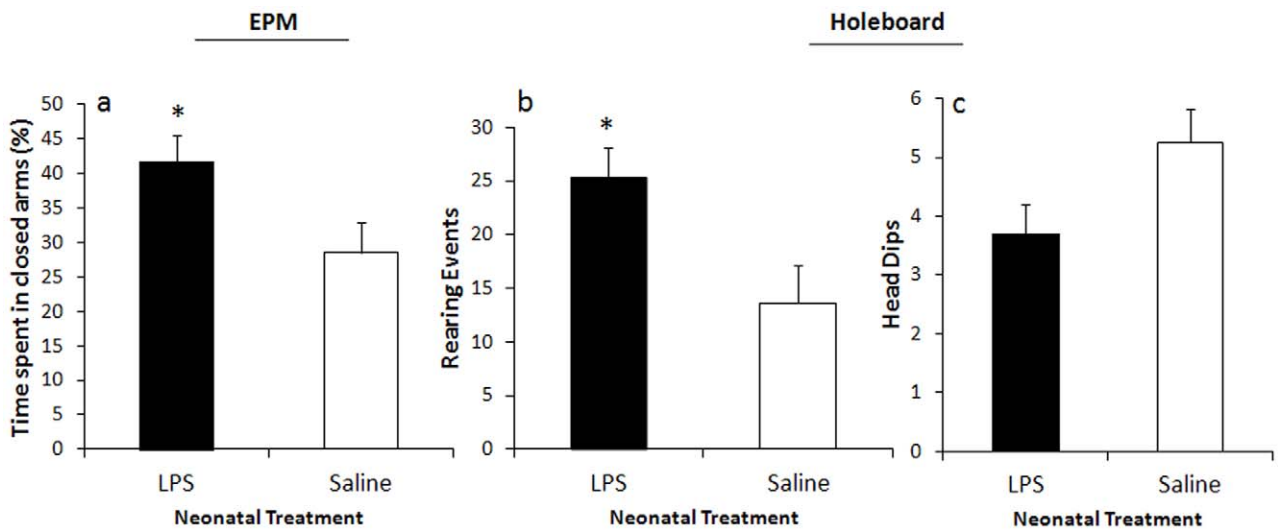 EPM
Holeboard
a
*
Time spent in closed arms (%)
50
45
40
35
30
25
20
15
10
5
0
LPS
Saline
Neonatal Treatment
b
*
Rearing Events
30
25
20
15
10
5
0
LPS
Saline
Neonatal Treatment
c
Head Dips
6
5
4
3
2
1
0
LPS
Saline
Neonatal Treatment